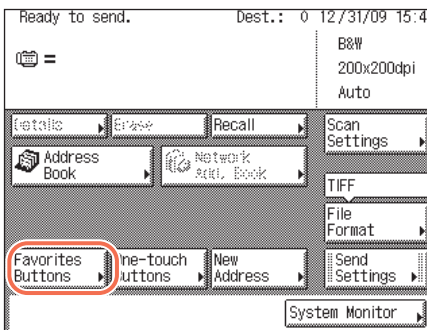 Ready to send. Dest.: 0 12/31/09 15:4
B&W
=
200x200dpi
Auto
Details Erase Recall Scan Settings
Address Book Network Add. Book
TIFF
File Format
Favorites Buttons One-touch Buttons New Address Send Settings
System Monitor